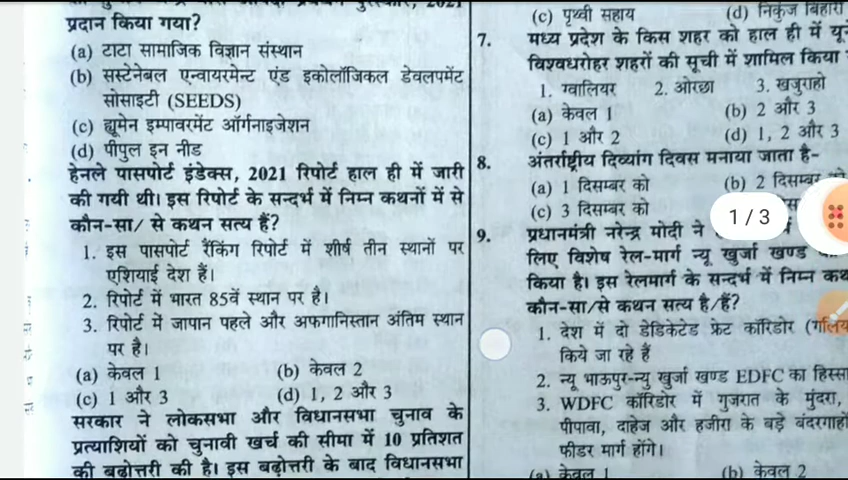 प्रदान किया गया?
(a) टाटा सामाजिक विज्ञान संस्थान
(b) सस्टेनेबल एन्वायरमेन्ट एंड इकोलॉजिकल डेवलपमेंट
सोसाइटी (SEEDS)
(c) ह्यूमेन इम्पावरमेंट ऑर्गनाइजेशन
(d) पीपुल इन नीड
हेनले पासपोर्ट इंडेक्स, 2021 रिपोर्ट हाल ही में जारी
की गयी थी। इस रिपोर्ट के सन्दर्भ में निम्न कथनों में से
कौन-सा/ से कथन सत्य हैं?
1. इस पासपोर्ट रैंकिंग रिपोर्ट में शीर्ष तीन स्थानों पर
एशियाई देश हैं।
2. रिपोर्ट में भारत 85वें स्थान पर है।
3. रिपोर्ट में जापान पहले और अफगानिस्तान अंतिम स्थान
पर है।
(a) केवल 1 (b) केवल 2
(c) 1 और 3 (d) 1, 2 और 3
सरकार ने लोकसभा और विधानसभा चुनाव के
प्रत्याशियों को चुनावी खर्च की सीमा में 10 प्रतिशत
की बढ़ोत्तरी की है। इस बढ़ोत्तरी के बाद विधानसभा
(c) पृथ्वी सहाय (d) निकुंज बिहारी
7. मध्य प्रदेश के किस शहर को हाल ही में
विश्वधरोहर शहरों की सूची में शामिल किया
1. ग्वालियर 2. ओरछा 3. खजुराहो
(a) केवल 1 (b) 2 और 3
(c) 1 और 2 (d) 1, 2 और 3
8. अंतर्राष्ट्रीय दिव्यांग दिवस मनाया जाता है-
(a) 1 दिसम्बर को (b) 2 दिसम्बर
(c) 3 दिसम्बर को
1 / 3
9. प्रधानमंत्री नरेन्द्र मोदी ने
लिए विशेष रेल-मार्ग न्यू खुर्जा खण्ड
किया है। इस रेलमार्ग के सन्दर्भ में निम्न
कौन-सा/से कथन सत्य है/हैं?
1. देश में दो डेडिकेटेड फ्रेट कॉरिडोर
किये जा रहे हैं
2. न्यू भाऊपुर-न्यु खुर्जा खण्ड EDFC का हिस्सा
3. WDFC कॉरिडोर में गुजरात के मुंदरा,
पीपावा, दाहेज और हजीरा के बड़े
फीडर मार्ग होंगे।
(a) केवल 1 (b) केवल 2